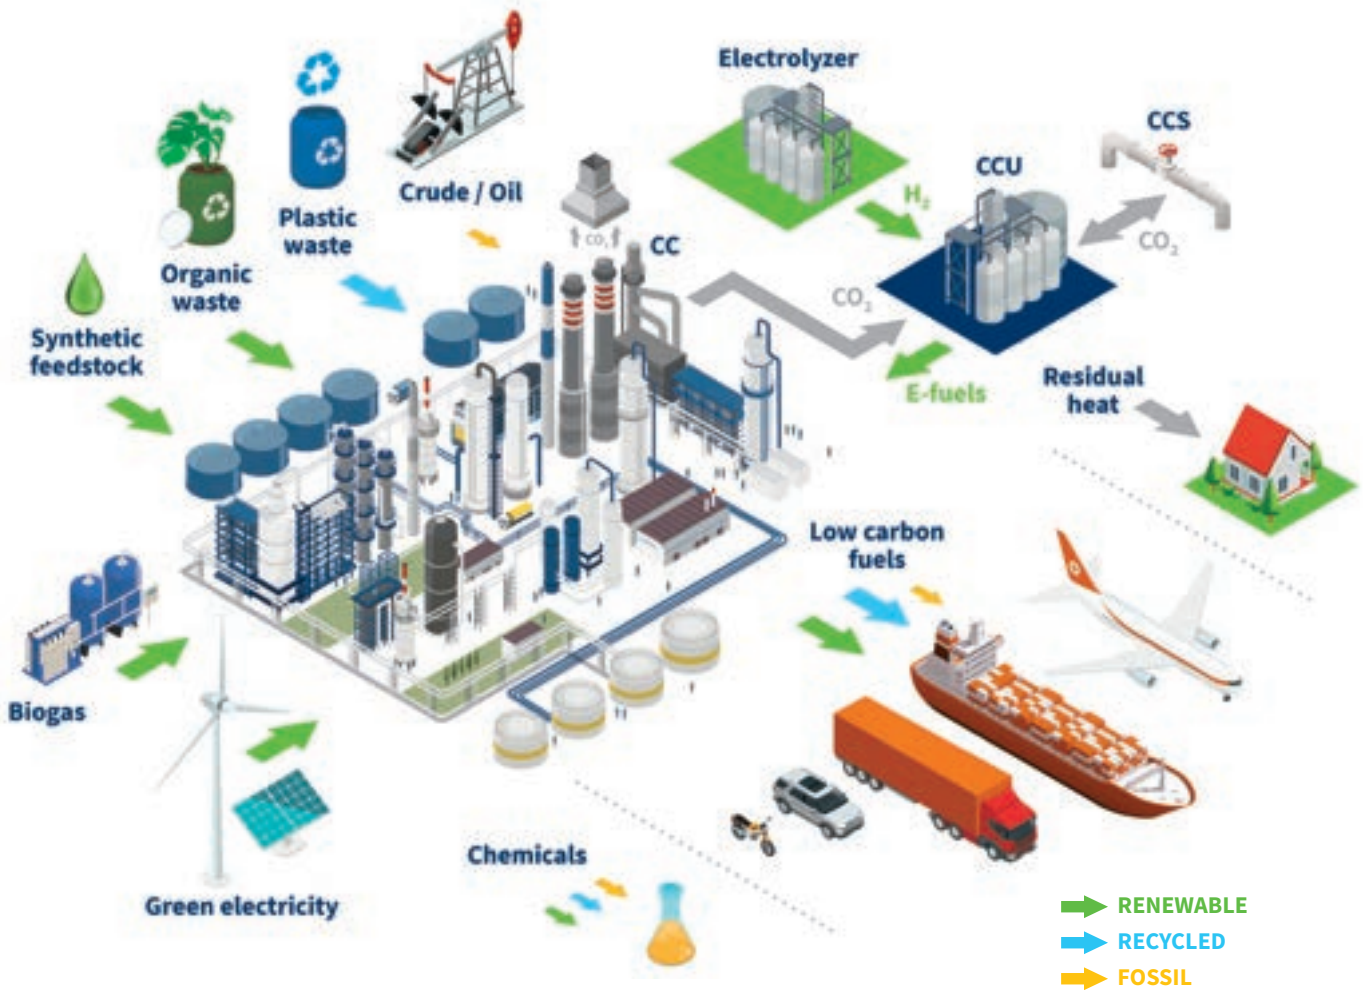 Electrolyzer
CCS
CCU
H₂
CO₂
Crude / Oil
Plastic
waste
Organic
waste
Synthetic
feedstock
CO₂
CC
CO₂
E-fuels
Residual
heat
Low carbon
fuels
Biogas
Green electricity
Chemicals
RENEWABLE
RECYCLED
FOSSIL